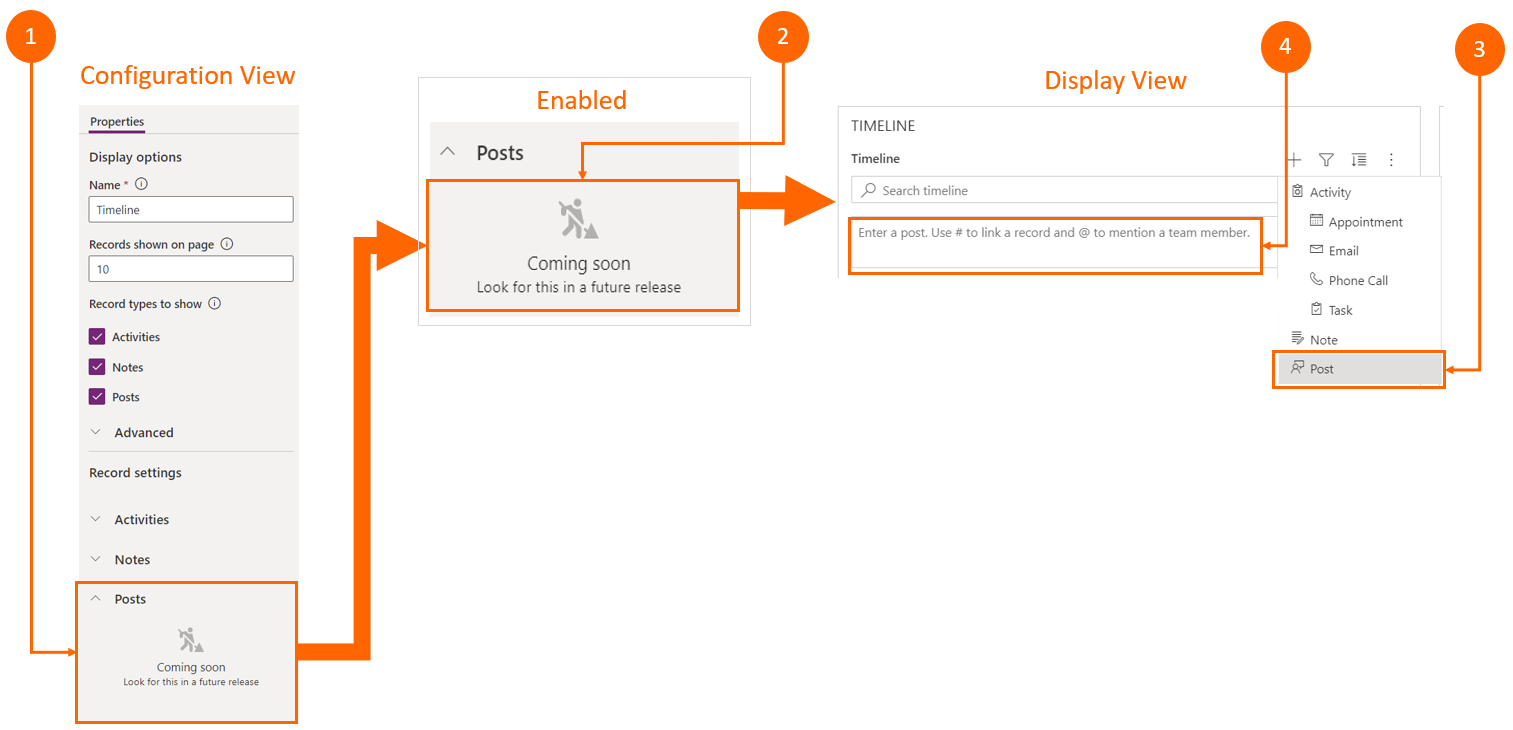 1
2
4
3
Configuration View
Properties
Display options
Name *
Timeline
Records shown on page
10
Record types to show
Activities
Notes
Posts
Advanced
Record settings
Activities
Notes
Posts
Coming soon
Look for this in a future release
Enabled
Posts
Coming soon
Look for this in a future release
Display View
TIMELINE
Timeline
Search timeline
Enter a post. Use # to link a record and @ to mention a team member.
Activity
Appointment
Email
Phone Call
Task
Note
Post